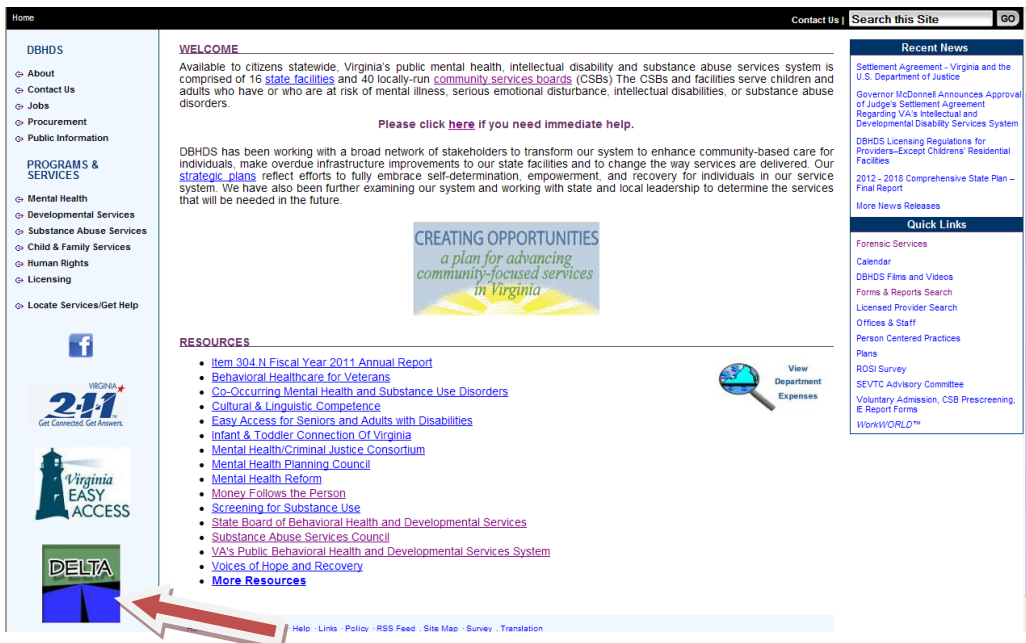 Home
Contact Us |
Search this Site
GO
DBHDS
About
Contact Us
Jobs
Procurement
Public Information
PROGRAMS &
SERVICES
Mental Health
Developmental Services
Substance Abuse Services
Child & Family Services
Human Rights
Licensing
Locate Services/Get Help
VIRGINIA
2-1-1
Get Connected. Get Answers.
Virginia
EASY
ACCESS
DELTA
WELCOME
Available to citizens statewide, Virginia's public mental health, intellectual disability and substance abuse services system is
comprised of 16 state facilities and 40 locally-run community services boards (CSBs) The CSBs and facilities serve children and
adults who have or who are at risk of mental illness, serious emotional disturbance, intellectual disabilities, or substance abuse
disorders.
Please click here if you need immediate help.
DBHDS has been working with a broad network of stakeholders to transform our system to enhance community-based care for
individuals, make overdue infrastructure improvements to our state facilities and to change the way services are delivered. Our
strategic plans reflect efforts to fully embrace self-determination, empowerment, and recovery for individuals in our service
system. We have also been further examining our system and working with state and local leadership to determine the services
that will be needed in the future.
CREATING OPPORTUNITIES
a plan for advancing
community-focused services
in Virginia
RESOURCES
Item 304.N Fiscal Year 2011 Annual Report
Behavioral Healthcare for Veterans
Co-Occurring Mental Health and Substance Use Disorders
Cultural & Linguistic Competence
Easy Access for Seniors and Adults with Disabilities
Infant & Toddler Connection Of Virginia
Mental Health/Criminal Justice Consortium
Mental Health Planning Council
Mental Health Reform
Money Follows the Person
Screening for Substance Use
State Board of Behavioral Health and Developmental Services
Substance Abuse Services Council
VA's Public Behavioral Health and Developmental Services System
Voices of Hope and Recovery
More Resources
View
Department
Expenses
Help · Links · Policy · RSS Feed . Site Map · Survey . Translation
Recent News
Settlement Agreement - Virginia and the
U.S. Department of Justice
Governor McDonnell Announces Approval
of Judge's Settlement Agreement
Regarding VA's Intellectual and
Developmental Disability Services System
DBHDS Licensing Regulations for
Providers–Except Childrens' Residential
Facilities
2012 - 2018 Comprehensive State Plan –
Final Report
More News Releases
Quick Links
Forensic Services
Calendar
DBHDS Films and Videos
Forms & Reports Search
Licensed Provider Search
Offices & Staff
Person Centered Practices
Plans
ROSI Survey
SEVTC Advisory Committee
Voluntary Admission, CSB Prescreening,
IE Report Forms
WorkWORLD™